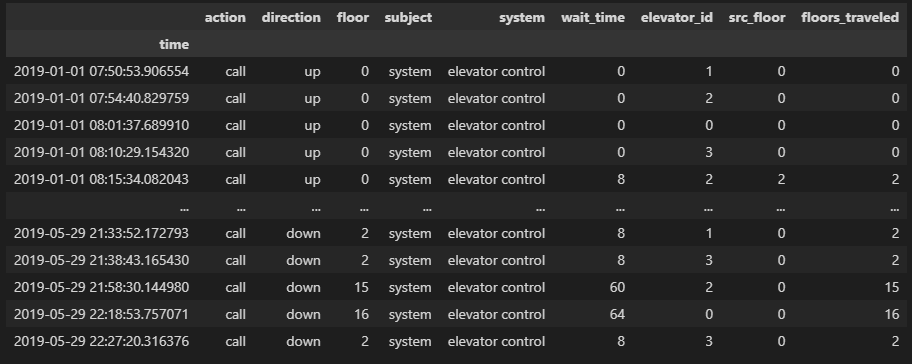 action direction floor subject system wait_time elevator_id src_floor floors_traveled
time
2019-01-01 07:50:53.906554 call up 0 system elevator control 0 1 0 0
2019-01-01 07:54:40.829759 call up 0 system elevator control 0 2 0 0
2019-01-01 08:01:37.689910 call up 0 system elevator control 0 0 0 0
2019-01-01 08:10:29.154320 call up 0 system elevator control 0 3 0 0
2019-01-01 08:15:34.082043 call up 0 system elevator control 8 2 2 2
... ... ... ... ... ... ... ... ... ...
2019-05-29 21:33:52.172793 call down 2 system elevator control 8 1 0 2
2019-05-29 21:38:43.165430 call down 2 system elevator control 8 3 0 2
2019-05-29 21:58:30.144980 call down 15 system elevator control 60 2 0 15
2019-05-29 22:18:53.757071 call down 16 system elevator control 64 0 0 16
2019-05-29 22:27:20.316376 call down 2 system elevator control 8 3 0 2